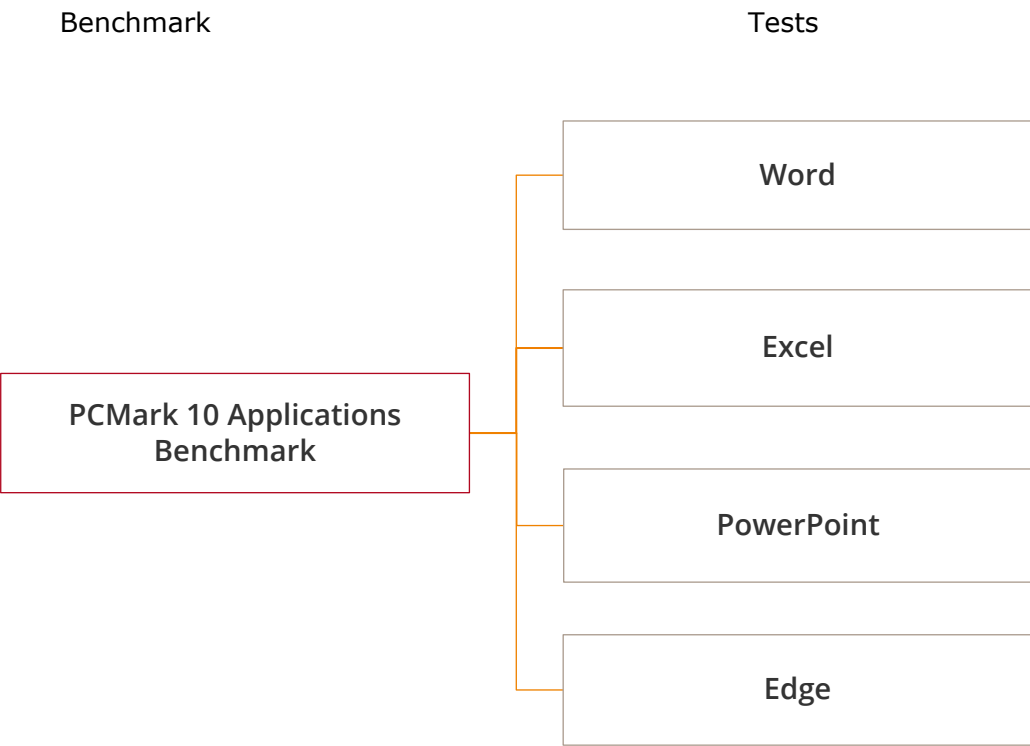 Benchmark
Tests
Word
Excel
PCMark 10 Applications
Benchmark
PowerPoint
Edge